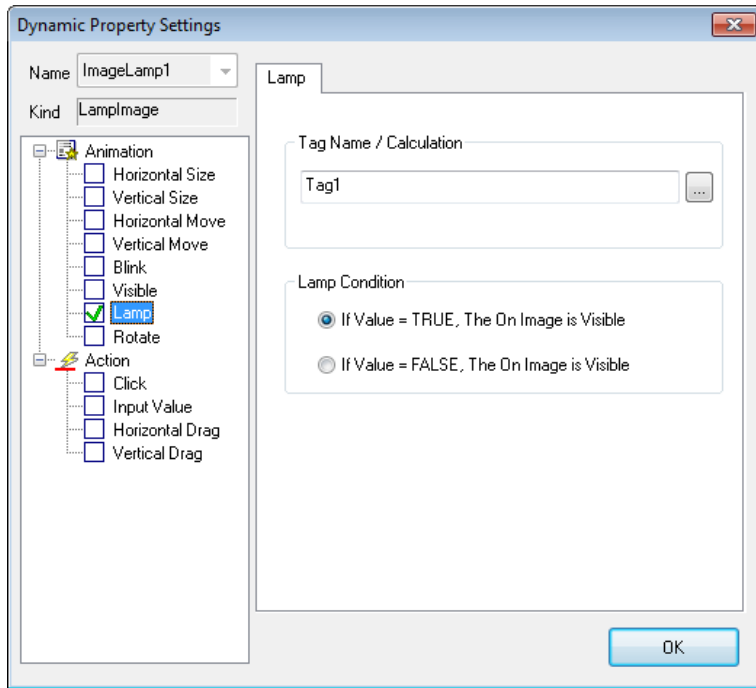 Dynamic Property Settings
Name ImageLamp1
Kind LampImage
Animation
Horizontal Size
Vertical Size
Horizontal Move
Vertical Move
Blink
Visible
Lamp
Rotate
Action
Click
Input Value
Horizontal Drag
Vertical Drag
Lamp
Tag Name / Calculation
Tag1
...
Lamp Condition
If Value = TRUE, The On Image is Visible
If Value = FALSE, The On Image is Visible
OK